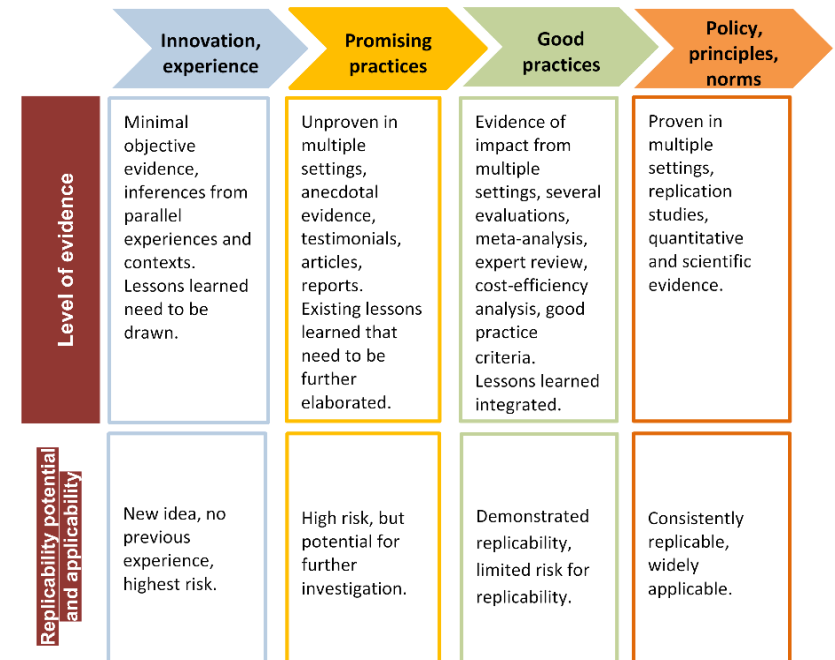 Innovation,
experience
Promising
practices
Good
practices
Policy,
principles,
norms
Level of evidence
Minimal
objective
evidence,
inferences from
parallel
experiences and
contexts.
Lessons learned
need to be
drawn.
Unproven in
multiple
settings,
anecdotal
evidence,
testimonials,
articles,
reports.
Existing lessons
learned that
need to be
further
elaborated.
Evidence of
impact from
multiple
settings, several
evaluations,
meta-analysis,
expert review,
cost-efficiency
analysis, good
practice
criteria.
Lessons learned
integrated.
Proven in
multiple
settings,
replication
studies,
quantitative
and scientific
evidence.
Replicability potential
and applicability
New idea, no
previous
experience,
highest risk.
High risk, but
potential for
further
investigation.
Demonstrated
replicability,
limited risk for
replicability.
Consistently
replicable,
widely
applicable.